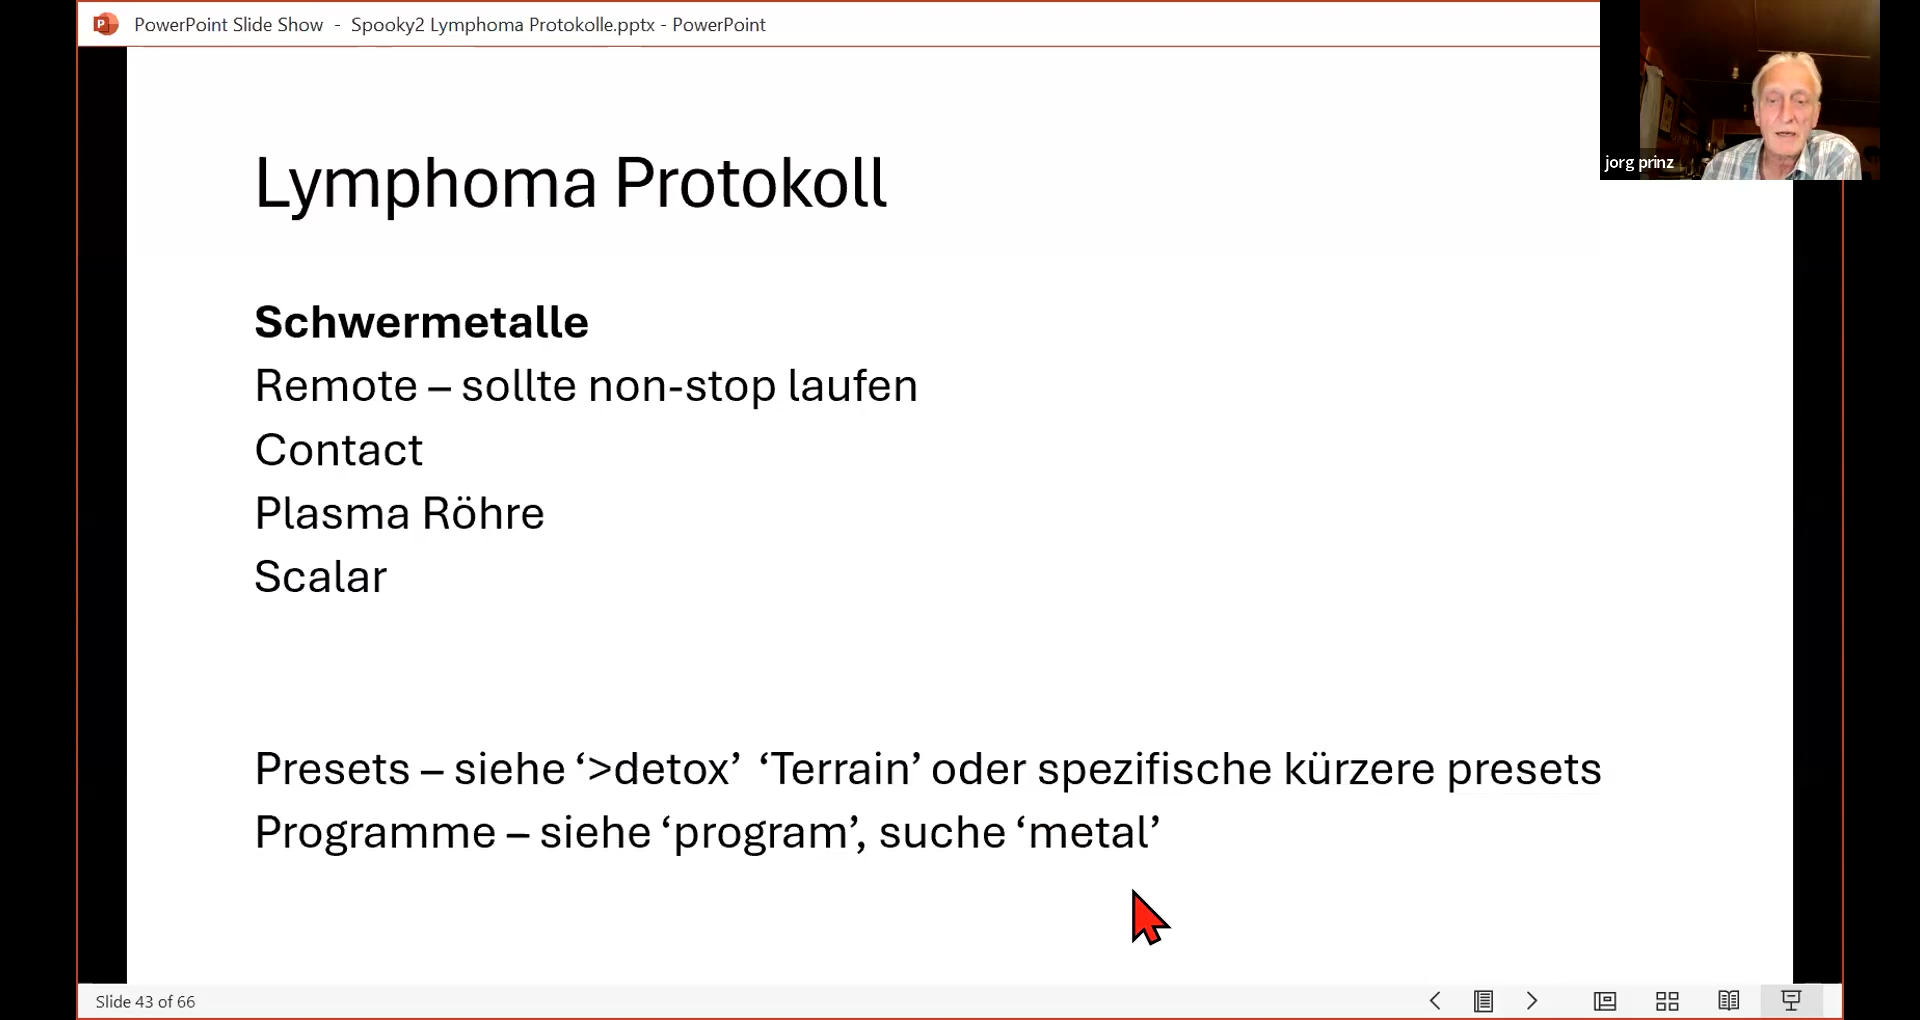 PowerPoint Slide Show - Spooky2 Lymphoma Protokolle.pptx - PowerPoint
jorg prinz
Lymphoma Protokoll
Schwermetalle
Remote – sollte non-stop laufen
Contact
Plasma Röhre
Scalar
Presets – siehe ‘>detox’ ‘Terrain’ oder spezifische kürzere presets
Programme – siehe ‘program’, suche ‘metal’
Slide 43 of 66